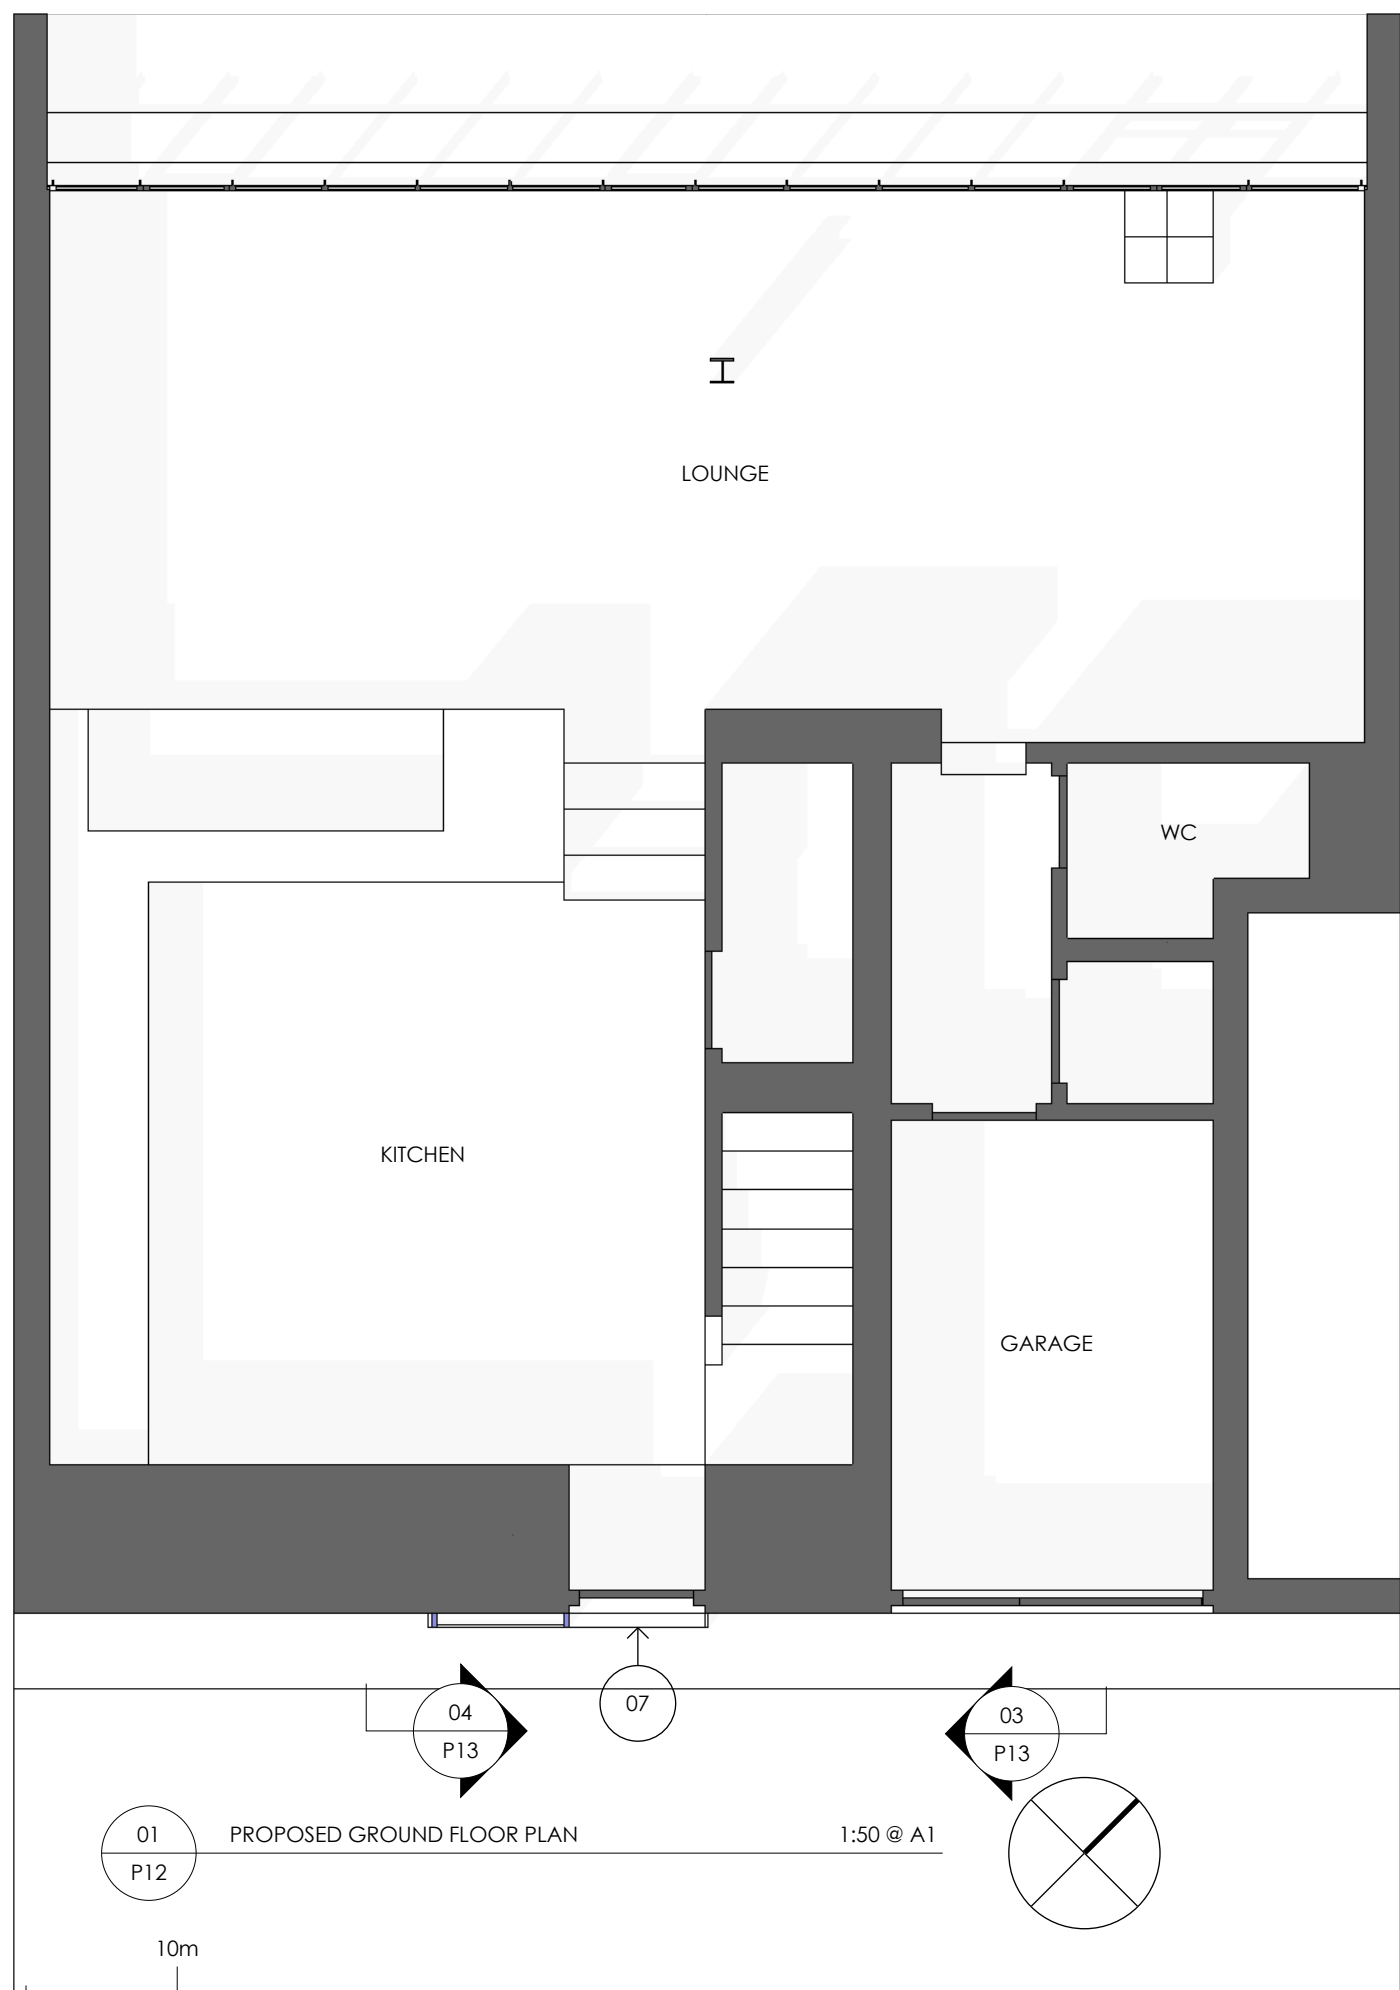 LOUNGE
WC
KITCHEN
GARAGE
07
04
P13
03
P13
01
P12
PROPOSED GROUND FLOOR PLAN
1:50 @ A1
10m